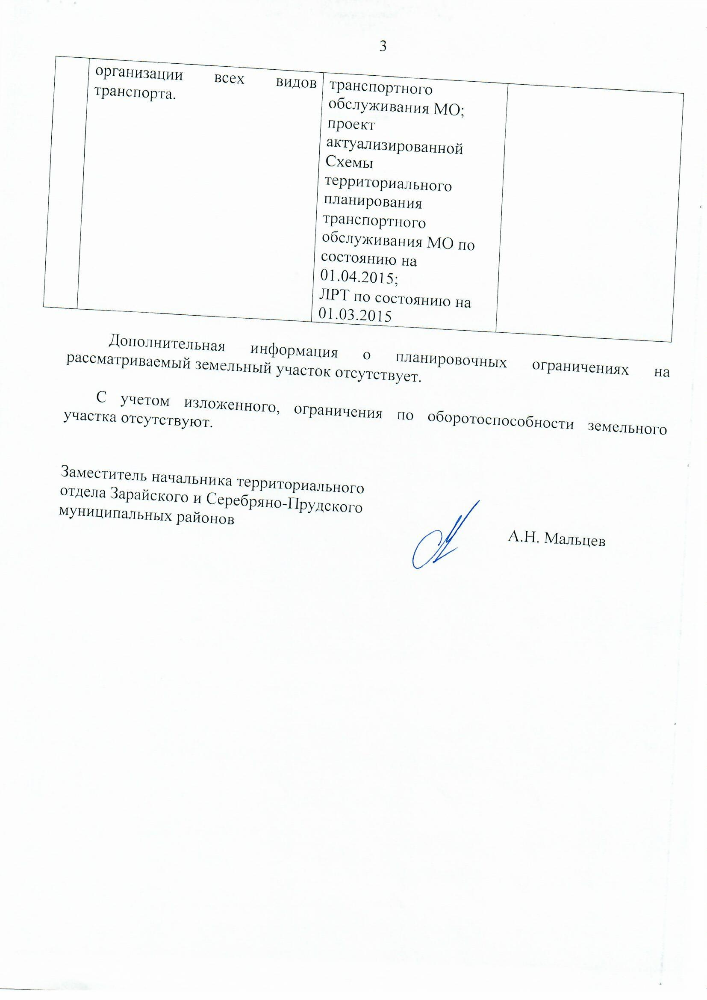 3
организации всех видов
транспорта.
транспортного
обслуживания МО;
проект
актуализированной
Схемы
территориального
планирования
транспортного
обслуживания МО по
состоянию на
01.04.2015;
ЛРТ по состоянию на
01.03.2015
Дополнительная информация о планировочных ограничениях на
рассматриваемый земельный участок отсутствует.
С учетом изложенного, ограничения по оборотоспособности земельного
участка отсутствуют.
Заместитель начальника территориального
отдела Зарайского и Серебряно-Прудского
муниципальных районов
А.Н. Мальцев